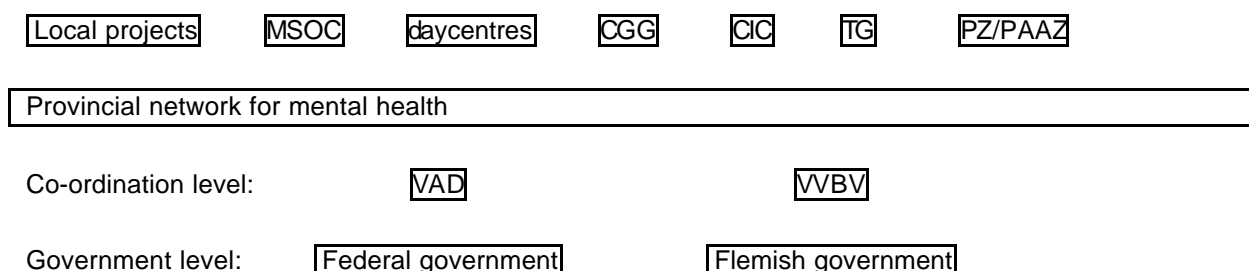 Local projects MSOC daycentres CGG CIC TG PZ/PAAZ
Provincial network for mental health
Co-ordination level: VAD VVBV
Government level: Federal government Flemish government